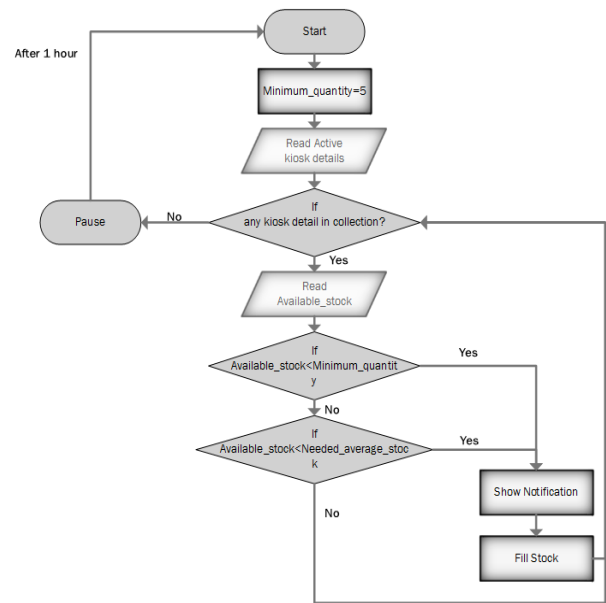 Start
After 1 hour
Minimum_quantity=5
Read Active
kiosk details
If
any kiosk detail in collection?
No
Pause
Yes
Read
Available_stock
If
Available_stock<Minimum_quantit
y
Yes
No
If
Available_stock<Needed_average_stoc
k
Yes
Show Notification
No
Fill Stock